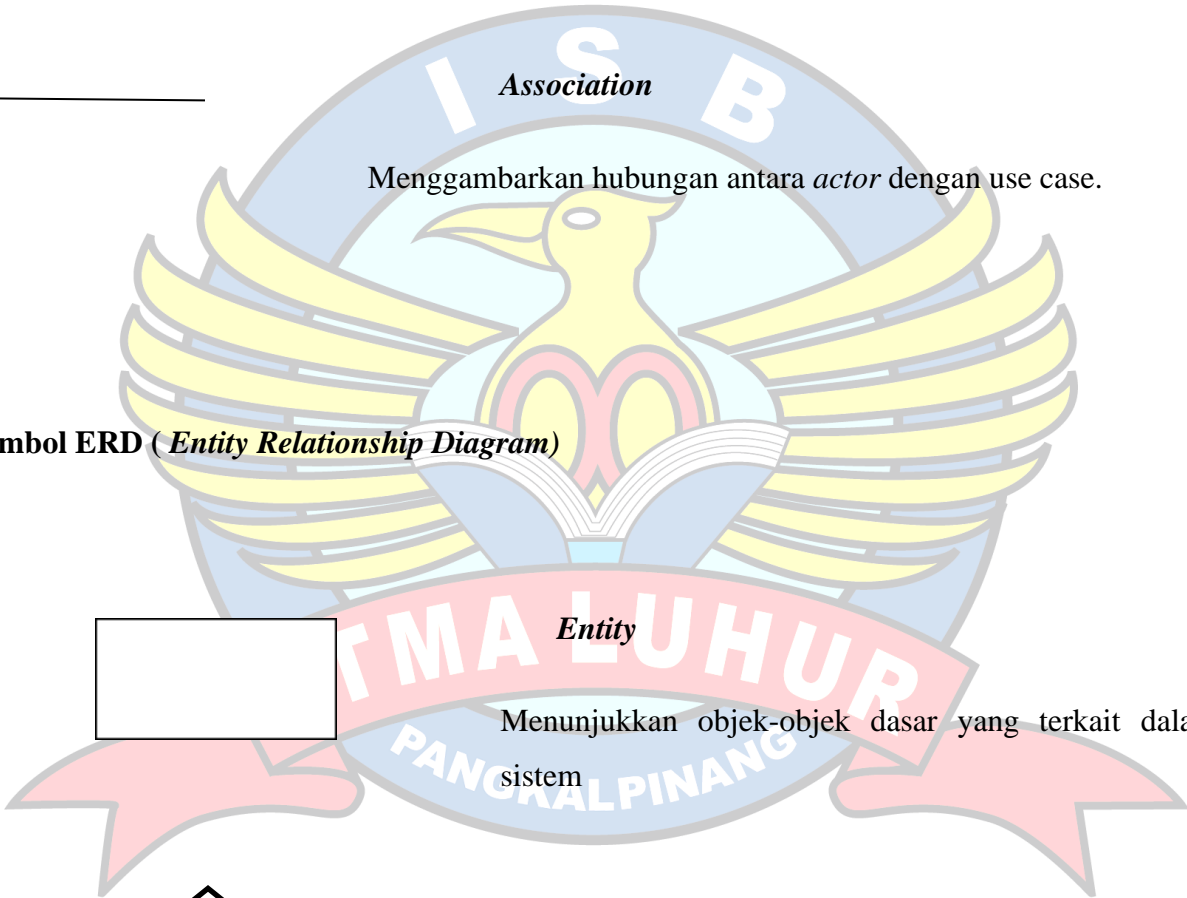 I S B
Association
Menggambarkan hubungan antara actor dengan use case.
mbol ERD ( Entity Relationship Diagram)
TMA LUHUR
Entity
Menunjukkan objek-objek dasar yang terkait dala
sistem
PANGKALPINANG